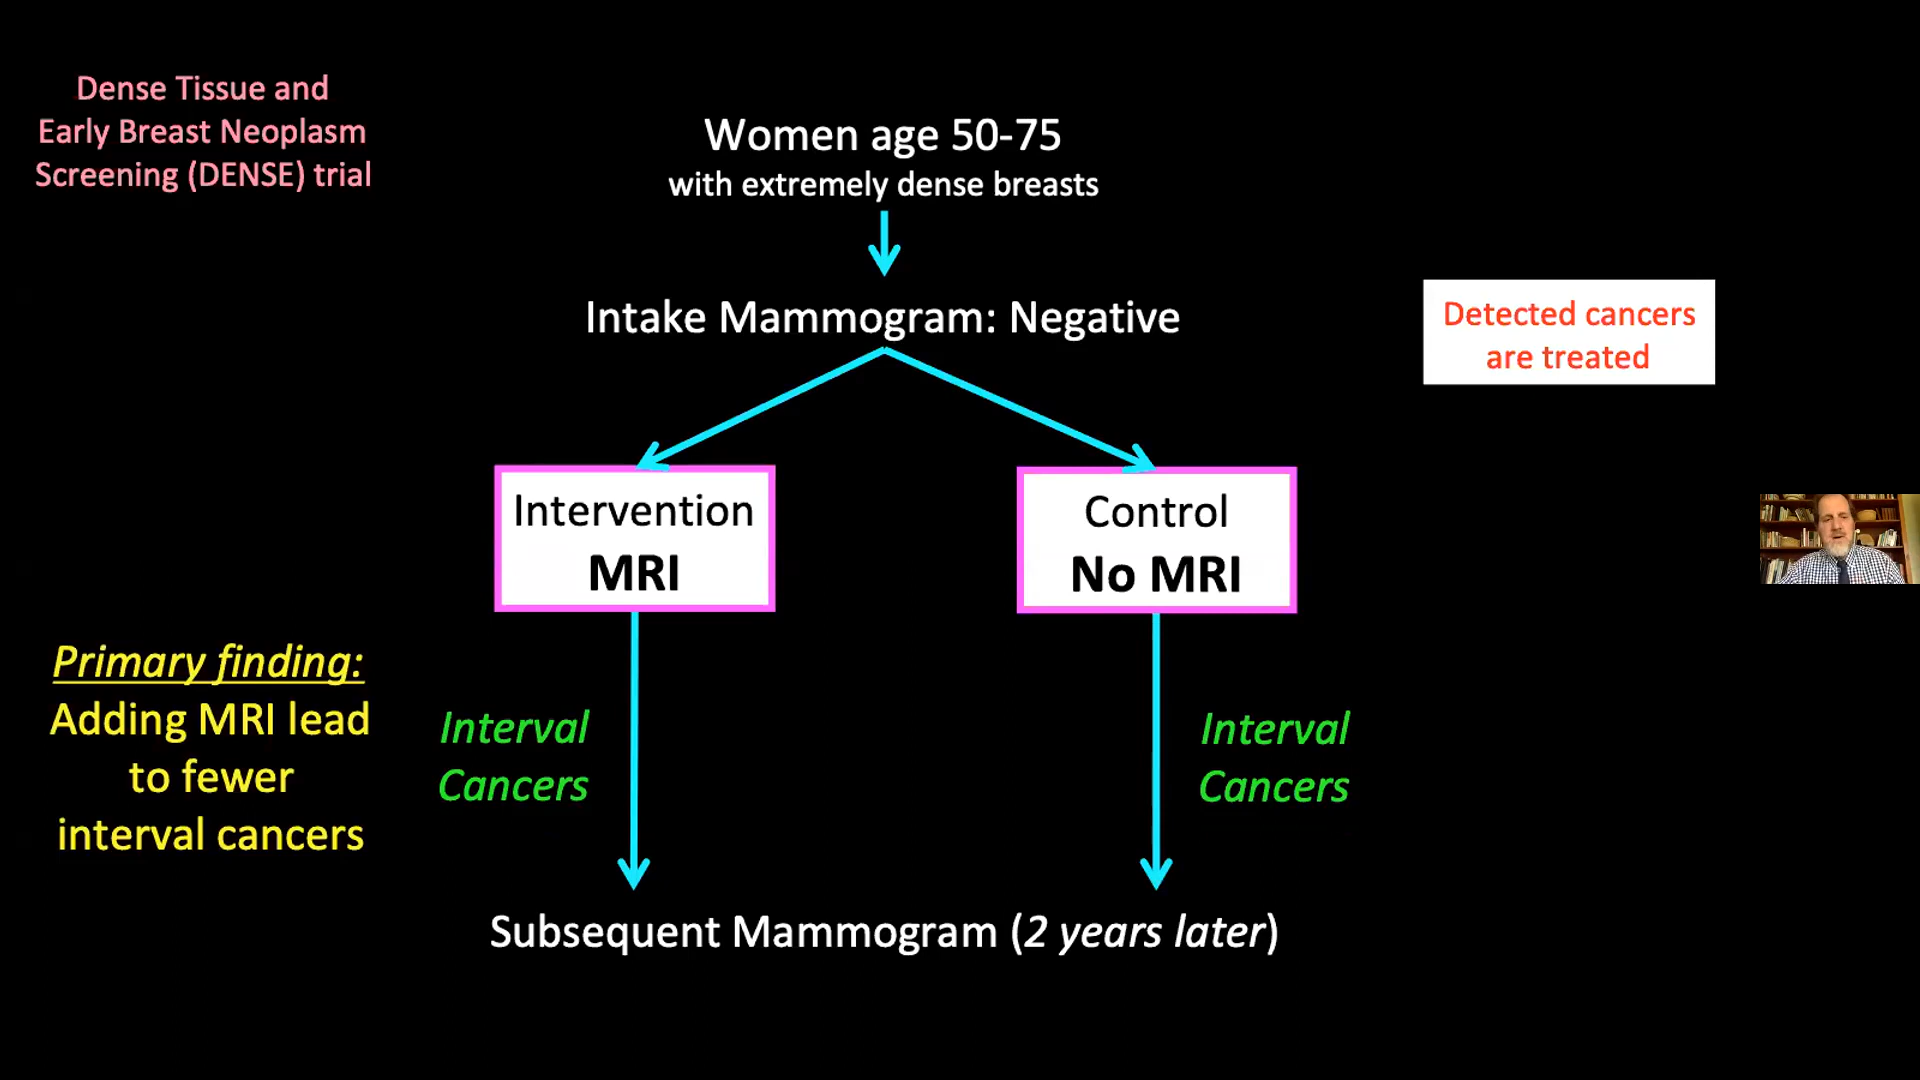 Dense Tissue and
Early Breast Neoplasm
Screening (DENSE) trial
Women age 50-75
with extremely dense breasts
Intake Mammogram: Negative
Detected cancers
are treated
Intervention
MRI
Control
No MRI
Primary finding:
Adding MRI lead
to fewer
interval cancers
Interval
Cancers
Interval
Cancers
Subsequent Mammogram (2 years later)